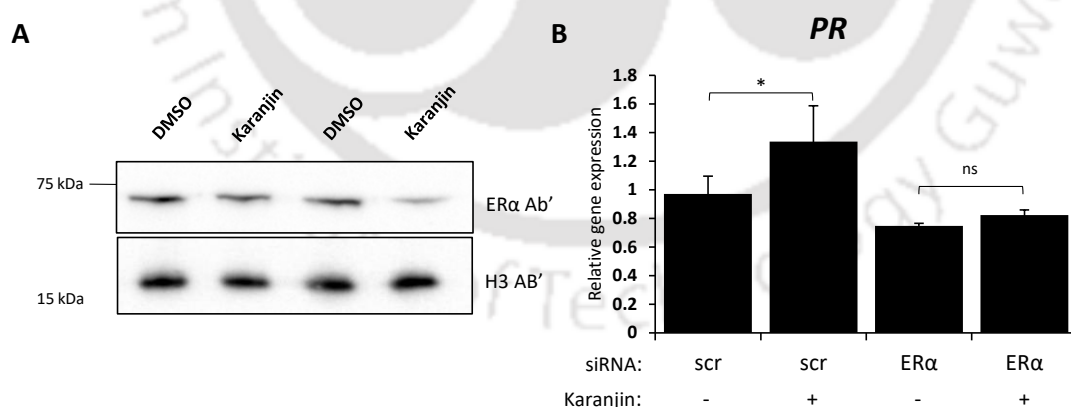 A
DMSO
Karanjin
DMSO
Karanjin
75 kDa
ERα Ab’
15 kDa
H3 AB’
B
PR
Relative gene expression
1.8
1.6
1.4
1.2
1
0.8
0.6
0.4
0.2
0
*
ns
siRNA: scr scr ERα ERα
Karanjin: - + - +